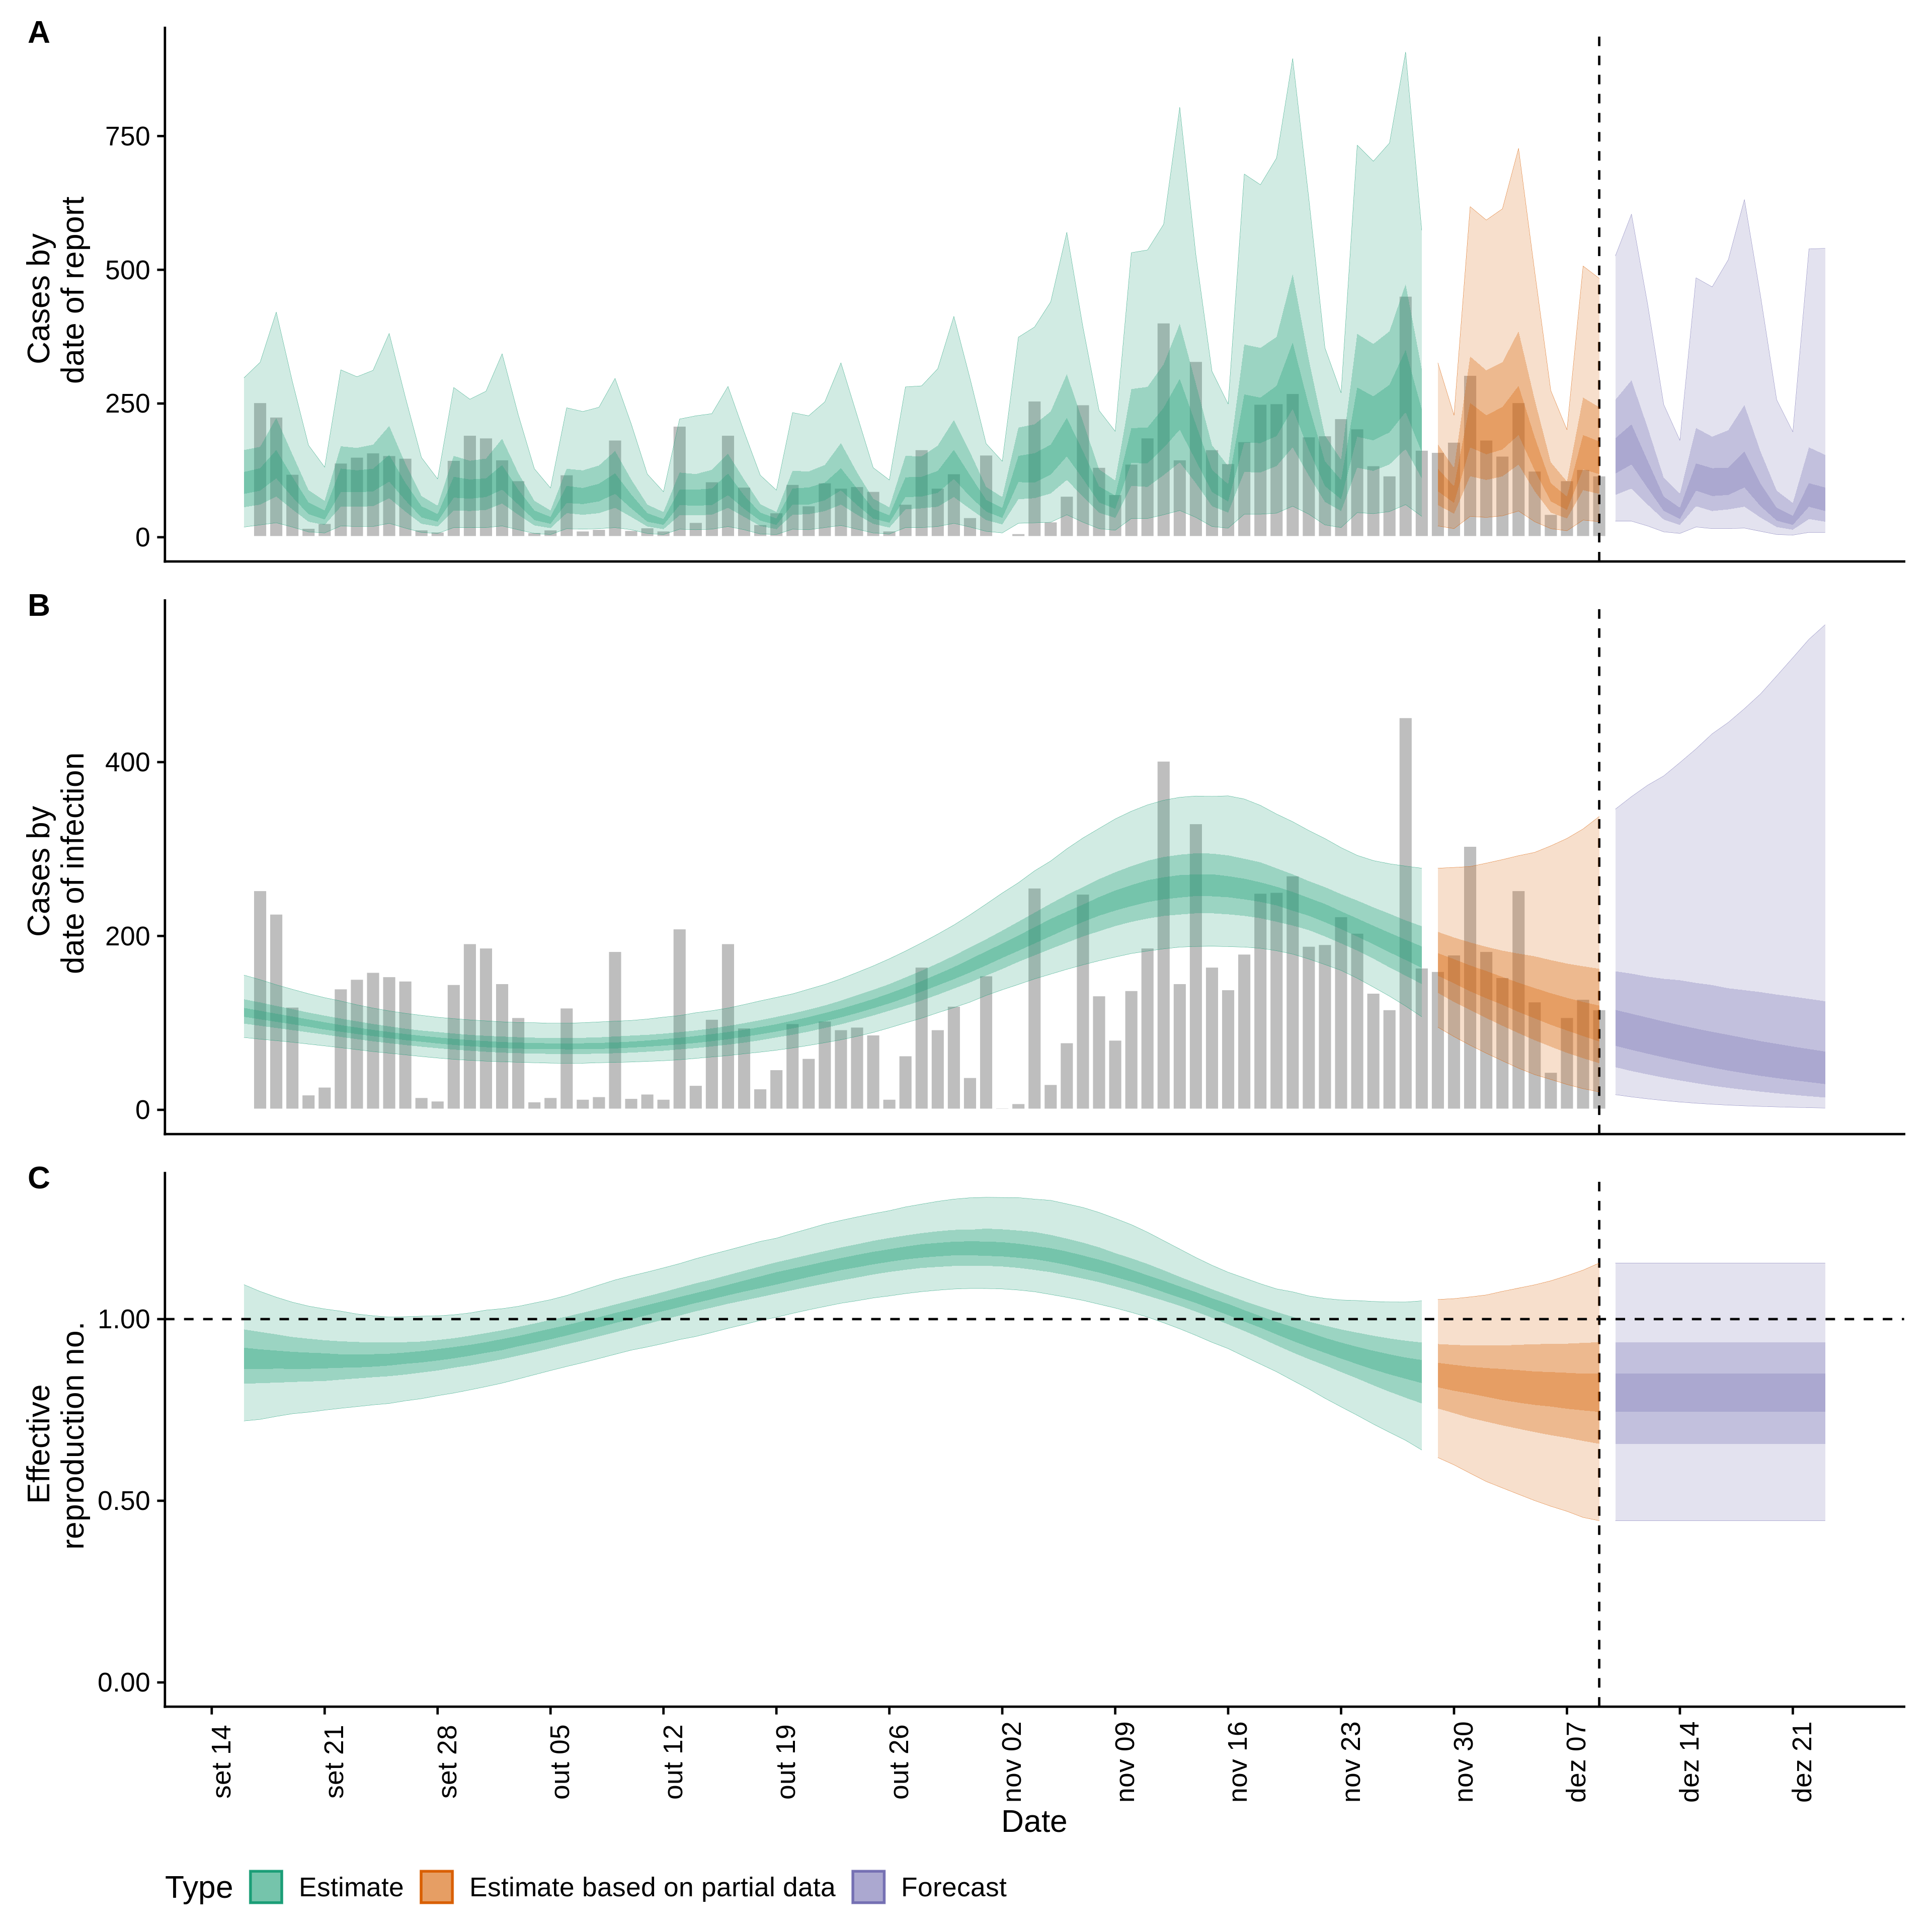 A
Cases by
date of report
750
500
250
0
B
Cases by
date of infection
400
200
0
C
Effective
reproduction no.
1.00
0.50
0.00
set 14
set 21
set 28
out 05
out 12
out 19
out 26
nov 02
nov 09
nov 16
nov 23
nov 30
dez 07
dez 14
dez 21
Date
Type Estimate Estimate based on partial data Forecast